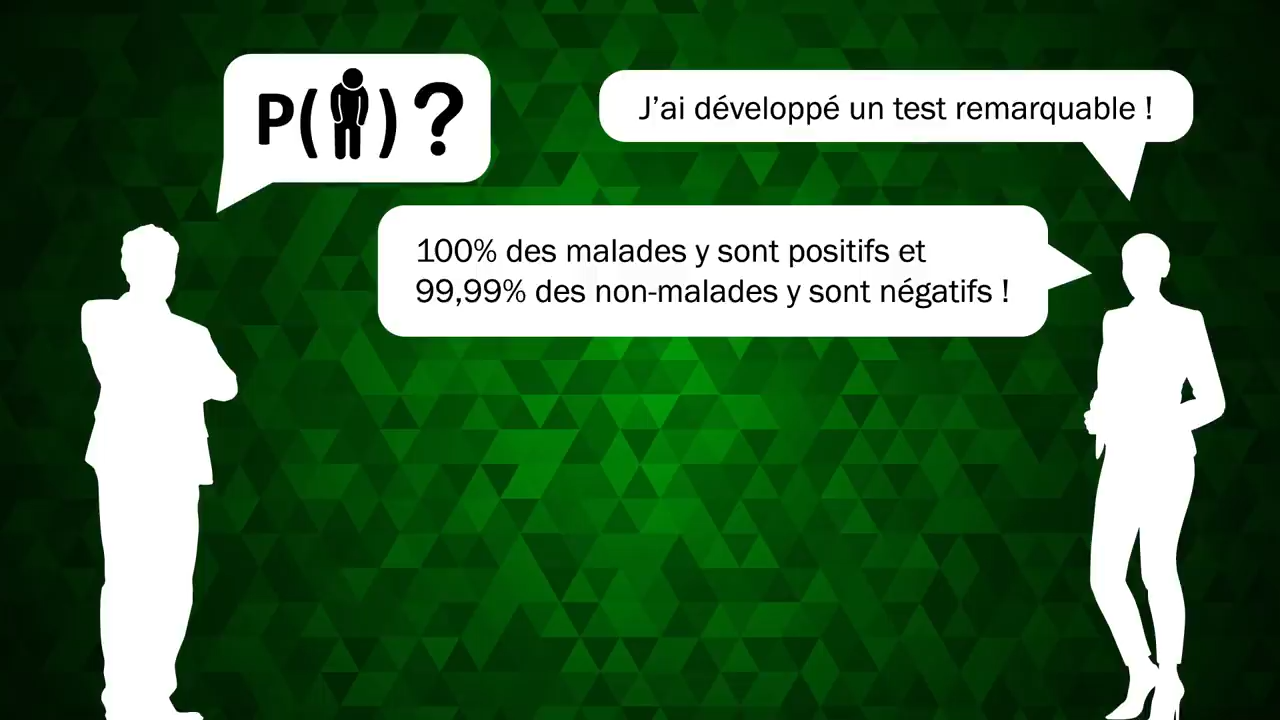 P( ) ?
J’ai développé un test remarquable !
100% des malades y sont positifs et
99,99% des non-malades y sont négatifs !